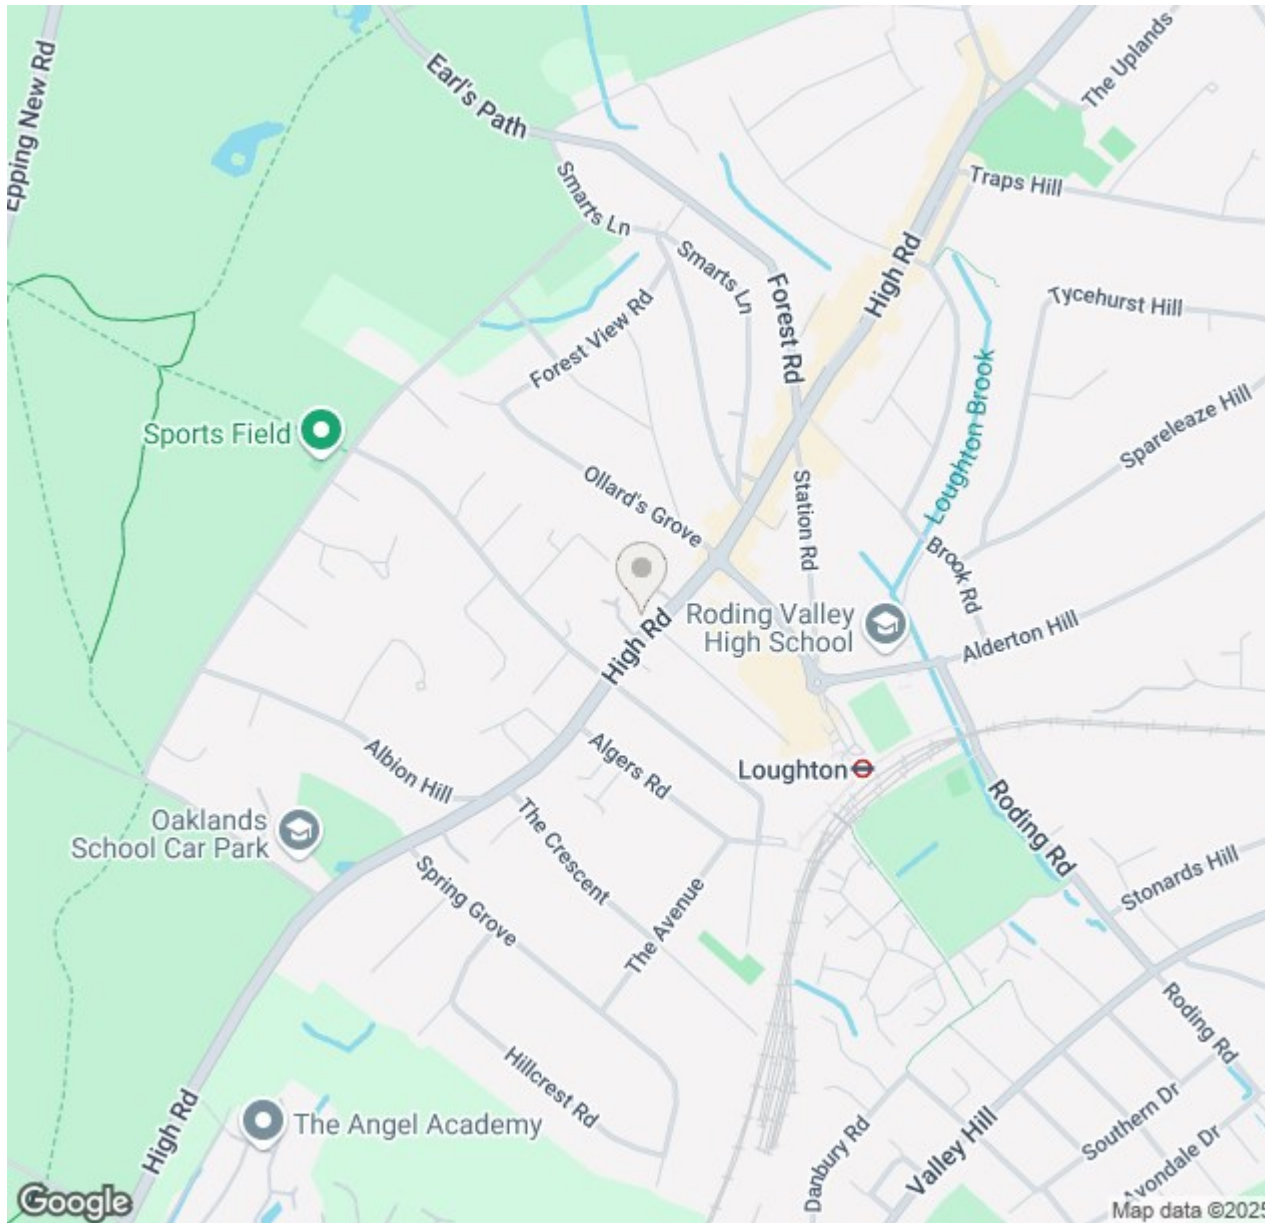 Epping New Rd
Earl's Path
The Uplands
Smarts Ln
Traps Hill
Smarts Ln
High Rd
Forest Rd
Tycehurst Hill
Forest View Rd
Loughton Brook
Spareleaze Hill
Sports Field
Ollard's Grove
Station Rd
Brook Rd
Roding Valley
High School
High Rd
Alderton Hill
Albion Hill
Algers Rd
Loughton
Oaklands
School Car Park
The Crescent
Roding Rd
Spring Grove
The Avenue
Stonards Hill
Hillcrest Rd
Roding Rd
High Rd
The Angel Academy
Danbury Rd
Valley Hill
Southern Dr
Avondale Dr
Google
Map data ©2025